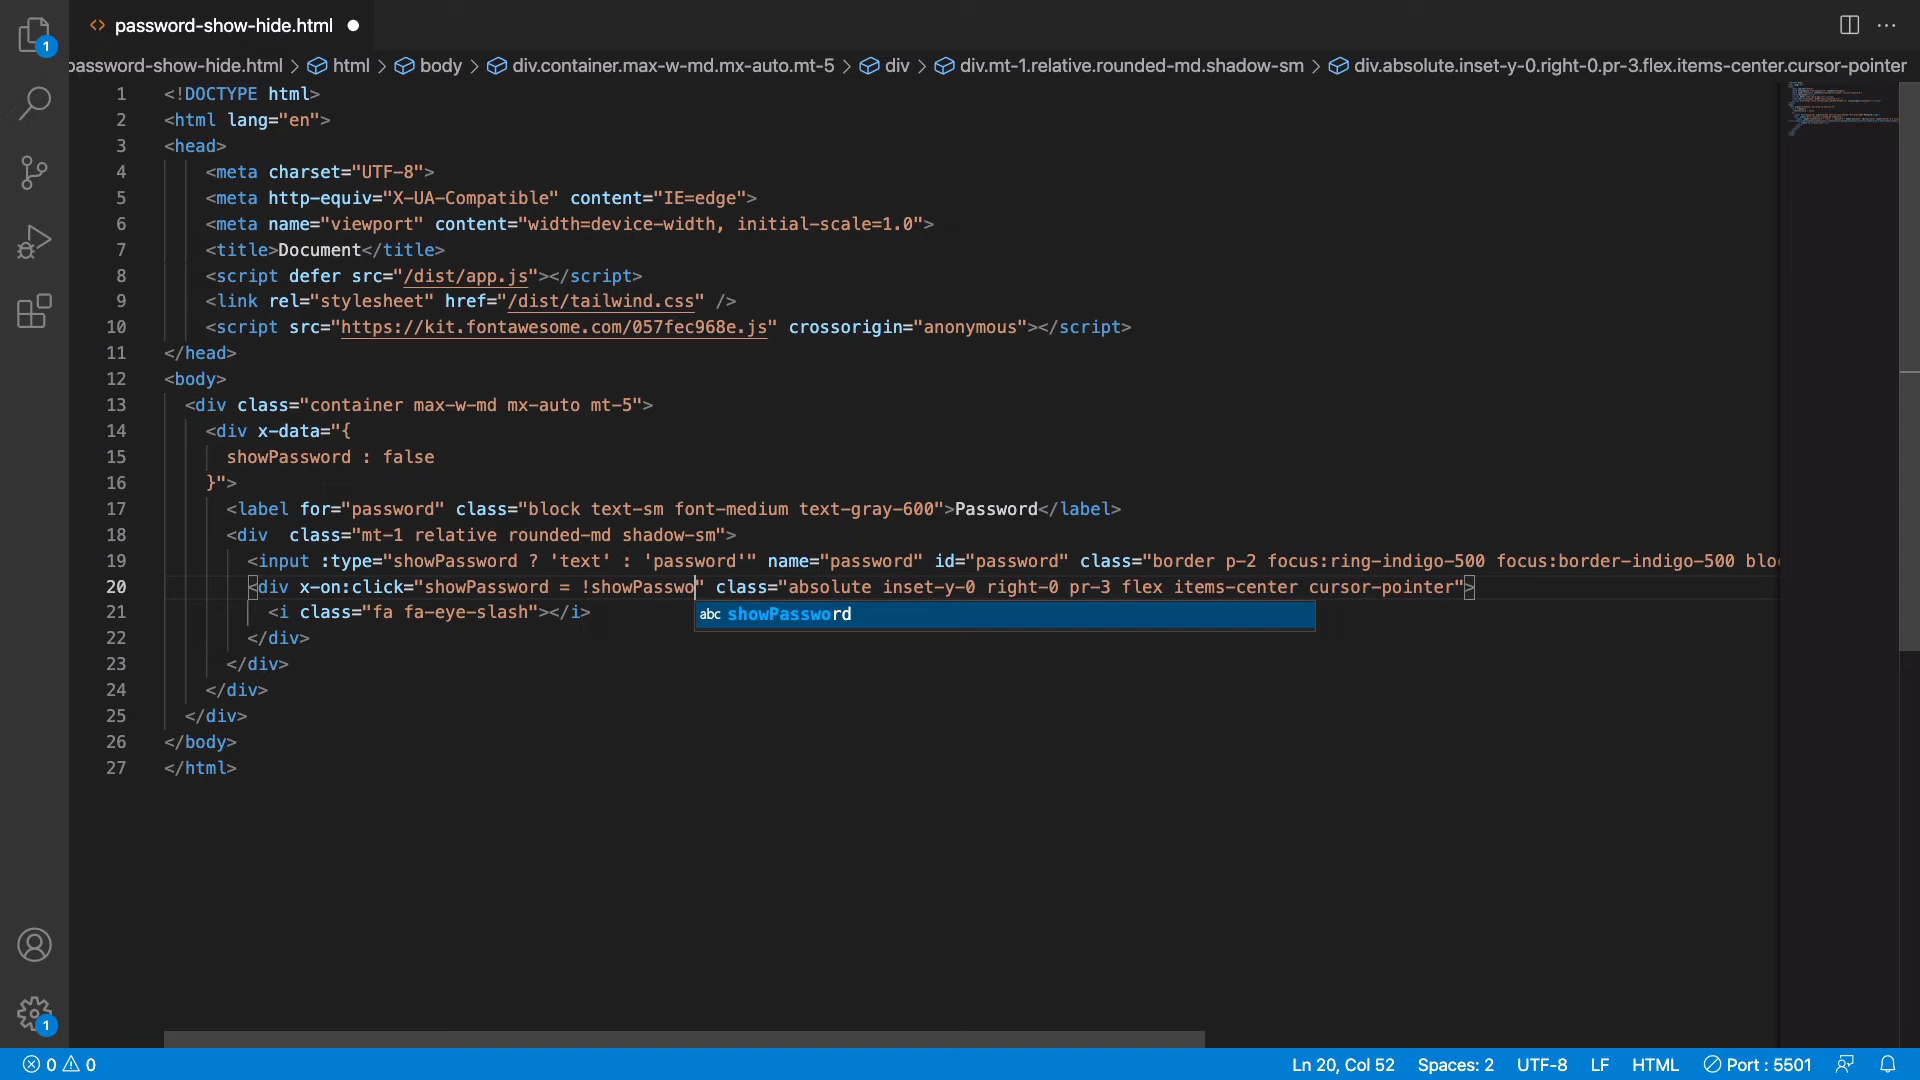 password-show-hide.html
password-show-hide.html > html > body > div.container.max-w-md.mx-auto.mt-5 > div > div.mt-1.relative.rounded-md.shadow-sm > div.absolute.inset-y-0.right-0.pr-3.flex.items-center.cursor-pointer
1
1 <!DOCTYPE html>
2 <html lang="en">
3 <head>
4 <meta charset="UTF-8">
5 <meta http-equiv="X-UA-Compatible" content="IE=edge">
6 <meta name="viewport" content="width=device-width, initial-scale=1.0">
7 <title>Document</title>
8 <script defer src="/dist/app.js"></script>
9 <link rel="stylesheet" href="/dist/tailwind.css" />
10 <script src="https://kit.fontawesome.com/057fec968e.js" crossorigin="anonymous"></script>
11 </head>
12 <body>
13 <div class="container max-w-md mx-auto mt-5">
14 <div x-data="{
15 showPassword : false
16 }">
17 <label for="password" class="block text-sm font-medium text-gray-600">Password</label>
18 <div  class="mt-1 relative rounded-md shadow-sm">
19 <input :type="showPassword ? 'text' : 'password'" name="password" id="password" class="border p-2 focus:ring-indigo-500 focus:border-indigo-500 blo
20 <div x-on:click="showPassword = !showPasswo" class="absolute inset-y-0 right-0 pr-3 flex items-center cursor-pointer">
abc showPassword
21 <i class="fa fa-eye-slash"></i>
22 </div>
23 </div>
24 </div>
25 </div>
26 </body>
27 </html>
1
0 0 Ln 20, Col 52 Spaces: 2 UTF-8 LF HTML Port : 5501